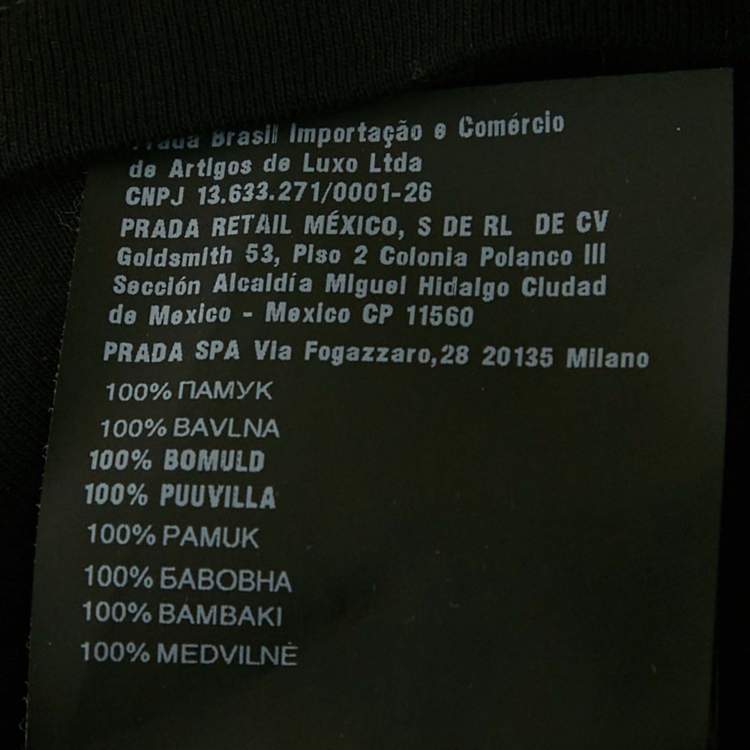 Prada Brasil Importação e Comércio
de Artigos de Luxo Ltda
CNPJ 13.633.271/0001-26
PRADA RETAIL MÉXICO, S DE RL DE CV
Goldsmith 53, Piso 2 Colonia Polanco III
Sección Alcaldía Miguel Hidalgo Ciudad
de Mexico - Mexico CP 11560
PRADA SPA Via Fogazzaro,28 20135 Milano
100% ПАМУК
100% BAVLNA
100% BOMULD
100% PUUVILLA
100% PAMUK
100% БАВОВНА
100% BAMBAKI
100% MEDVILNĖ